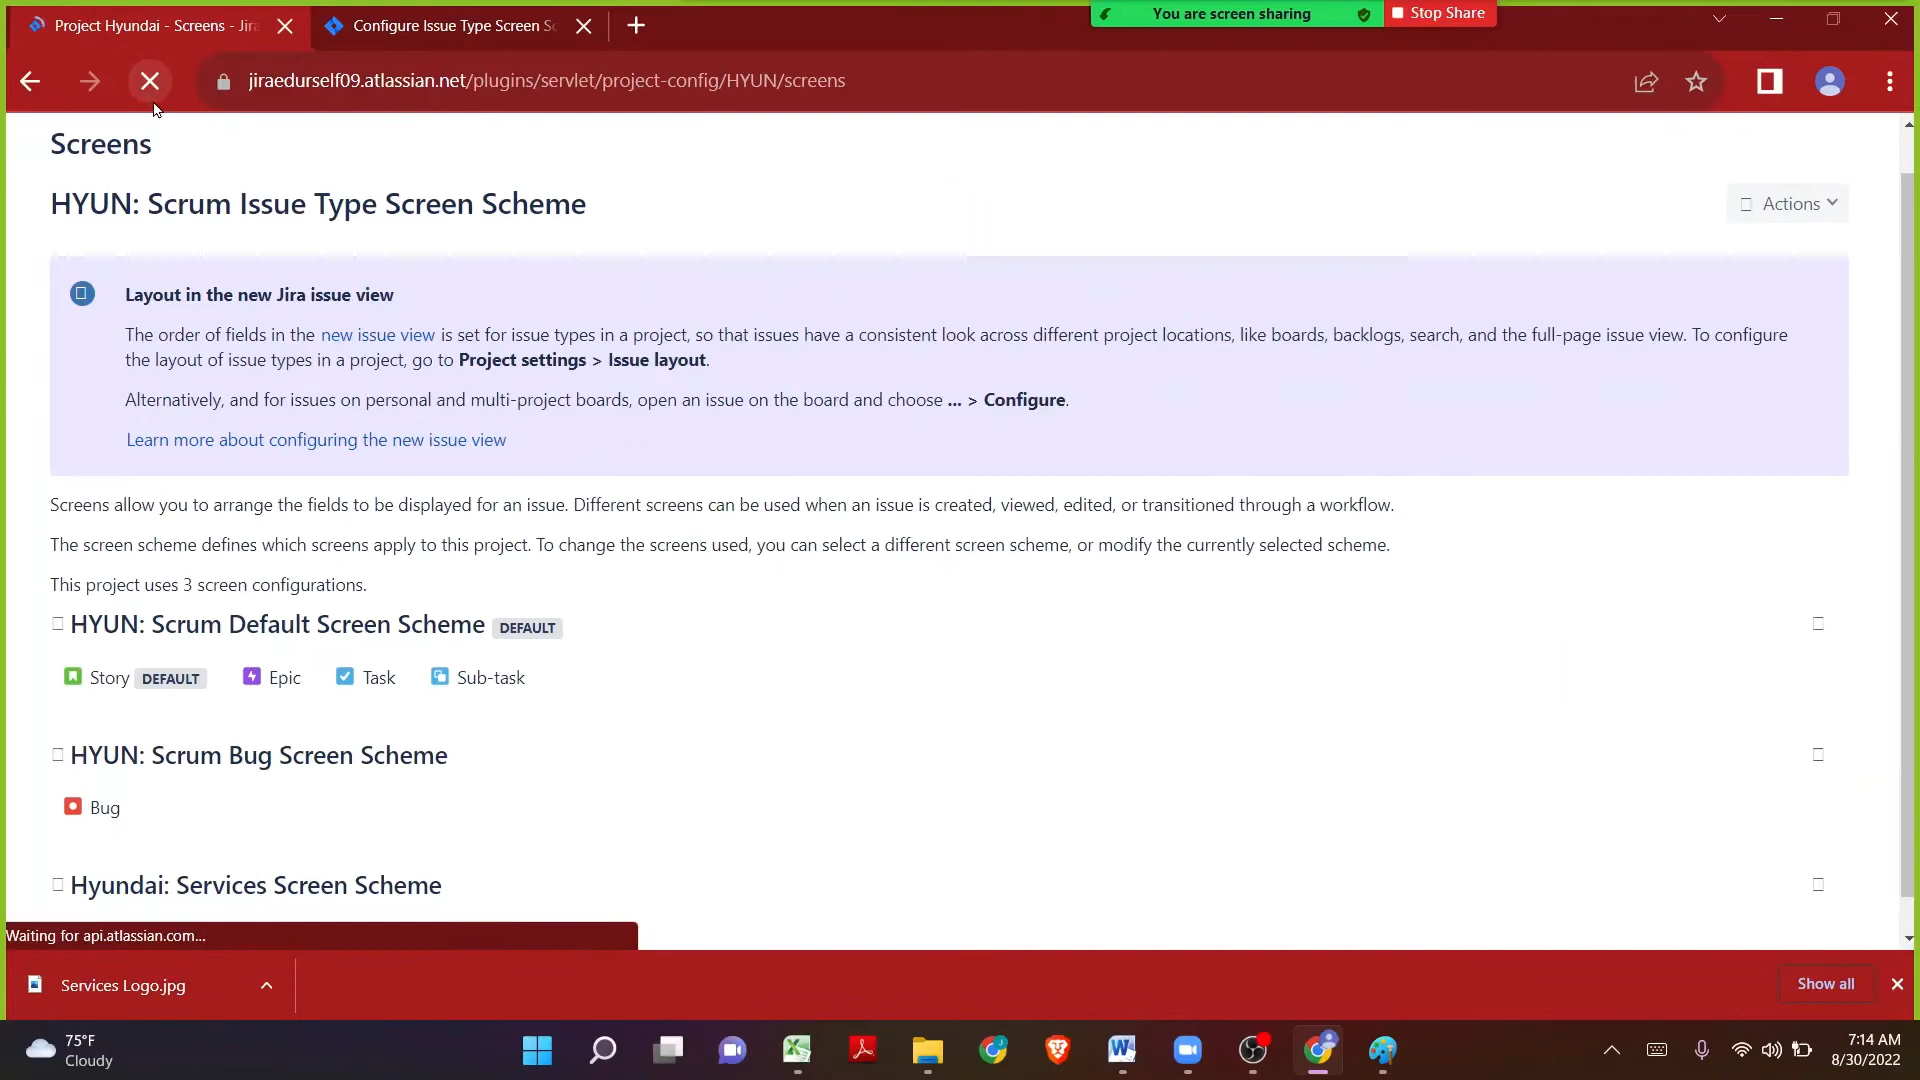 Project Hyundai - Screens - Jira
Configure Issue Type Screen Sc
You are screen sharing
Stop Share
jiraedurself09.atlassian.net/plugins/servlet/project-config/HYUN/screens
Screens
HYUN: Scrum Issue Type Screen Scheme
Actions
Layout in the new Jira issue view
The order of fields in the new issue view is set for issue types in a project, so that issues have a consistent look across different project locations, like boards, backlogs, search, and the full-page issue view. To configure
the layout of issue types in a project, go to Project settings > Issue layout.
Alternatively, and for issues on personal and multi-project boards, open an issue on the board and choose ... > Configure.
Learn more about configuring the new issue view
Screens allow you to arrange the fields to be displayed for an issue. Different screens can be used when an issue is created, viewed, edited, or transitioned through a workflow.
The screen scheme defines which screens apply to this project. To change the screens used, you can select a different screen scheme, or modify the currently selected scheme.
This project uses 3 screen configurations.
HYUN: Scrum Default Screen Scheme DEFAULT
Story DEFAULT Epic Task Sub-task
HYUN: Scrum Bug Screen Scheme
Bug
Hyundai: Services Screen Scheme
Waiting for api.atlassian.com...
Services Logo.jpg
Show all
75°F
Cloudy
7:14 AM
8/30/2022